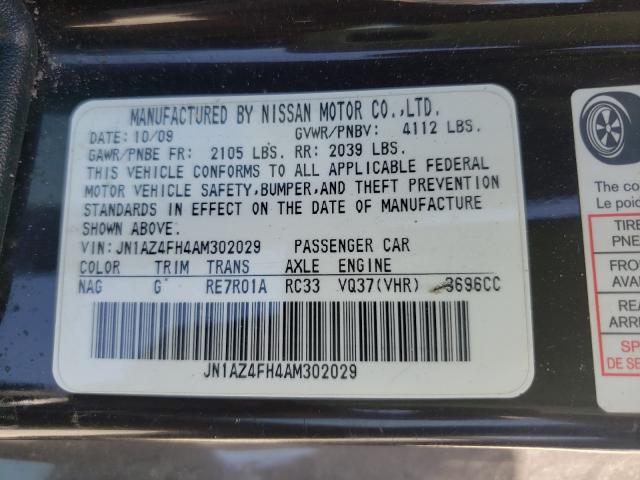 MANUFACTURED BY NISSAN MOTOR CO.,LTD.
DATE: 10/09 GVWR/PNBV: 4112 LBS.
GAWR/PNBE FR: 2105 LBS. RR: 2039 LBS.
THIS VEHICLE CONFORMS TO ALL APPLICABLE FEDERAL
MOTOR VEHICLE SAFETY,BUMPER,AND THEFT PREVENTION
STANDARDS IN EFFECT ON THE DATE OF MANUFACTURE
SHOWN ABOVE.
VIN: JN1AZ4FH4AM302029 PASSENGER CAR
COLOR TRIM TRANS AXLE ENGINE
NAG G RE7R01A RC33 VQ37(VHR) 3696CC
JN1AZ4FH4AM302029
The co
Le poid
TIRE
PNE
FRO
AVA
REA
ARRI
SP
DE SE